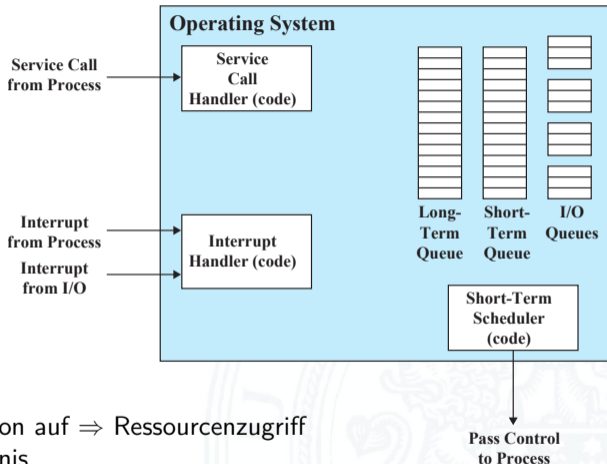 Operating System
Service Call
from Process
Service
Call
Handler (code)
Interrupt
from Process
Interrupt
from I/O
Interrupt
Handler (code)
Long-
Term
Queue
Short-
Term
Queue
I/O
Queues
Short-Term
Scheduler
(code)
Pass Control
to Process
on auf ⇒ Ressourcenzugriff
nis